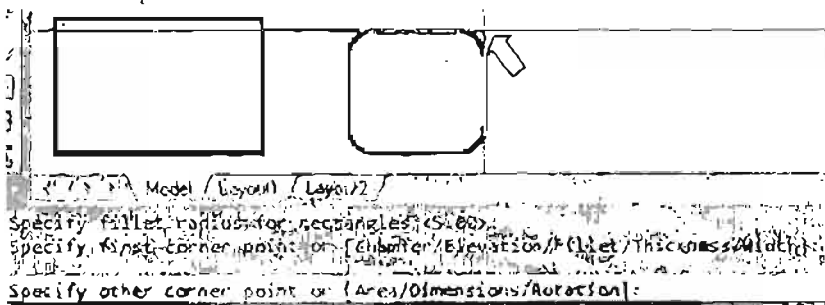 Model / Layout1 / Layout2 /
Specify fillet radius for rectangles <5.00>:
Specify first corner point or [Chamfer/Elevation/Fillet/Thickness/Width]:
Specify other corner point or [Area/Dimensions/Rotation]: